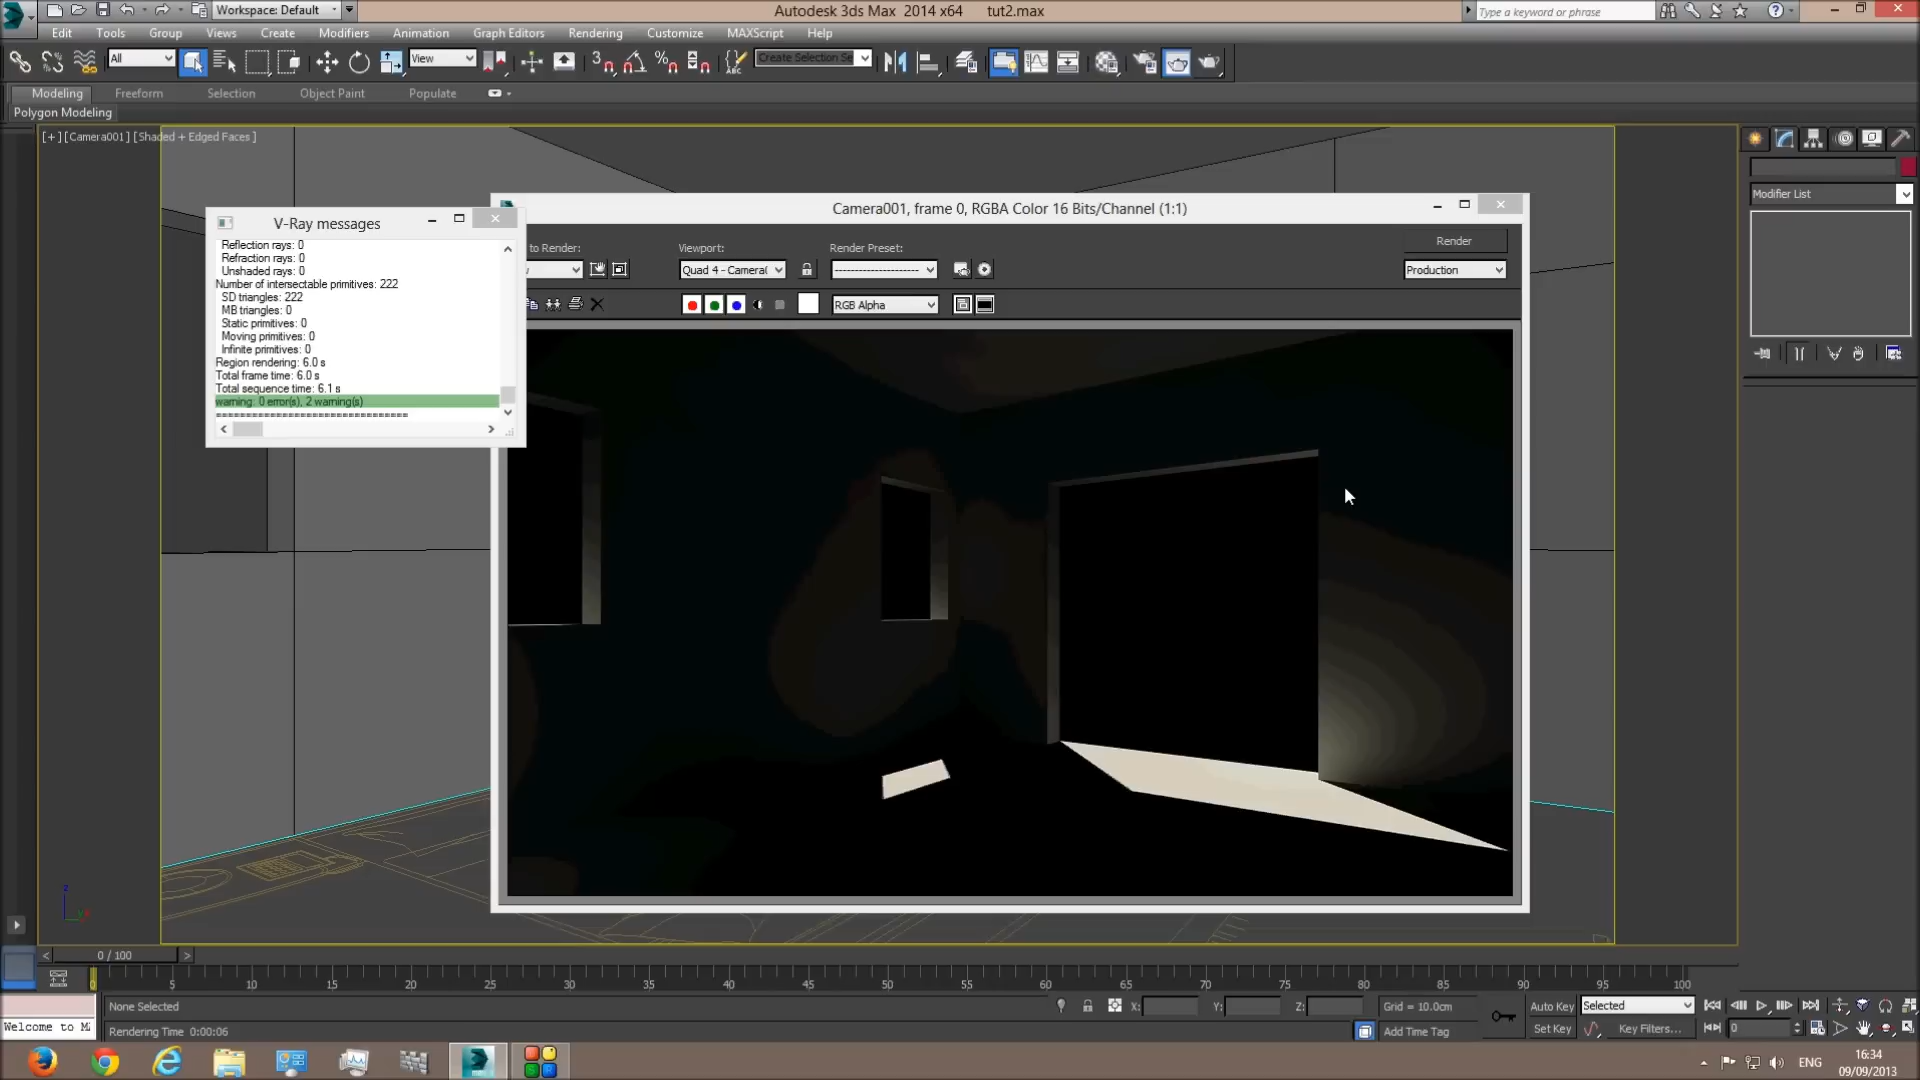 Workspace: Default
Autodesk 3ds Max 2014 x64 tut2.max
Type a keyword or phrase
Edit Tools Group Views Create Modifiers Animation Graph Editors Rendering Customize MAXScript Help
All
View
Create Selection Se
Modeling Freeform Selection Object Paint Populate
Polygon Modeling
[+][Camera001][Shaded + Edged Faces]
Modifier List
V-Ray messages
Reflection rays: 0
Refraction rays: 0
Unshaded rays: 0
Number of intersectable primitives: 222
SD triangles: 222
MB triangles: 0
Static primitives: 0
Moving primitives: 0
Infinite primitives: 0
Region rendering: 6.0 s
Total frame time: 6.0 s
Total sequence time: 6.1 s
warning: 0 error(s), 2 warning(s)
==============================
Camera001, frame 0, RGBA Color 16 Bits/Channel (1:1)
to Render:
Viewport:
Render Preset:
Render
Quad 4 - Camera(
--------------------
Production
RGB Alpha
z
0 / 100
0 5 10 15 20 25 30 35 40 45 50 55 60 65 70 75 80 85 90 95 100
None Selected
X:
Y:
Z:
Grid = 10.0cm
Auto Key
Selected
Welcome to M
Rendering Time 0:00:06
Add Time Tag
Set Key
Key Filters...
0
ENG
16:34
09/09/2013